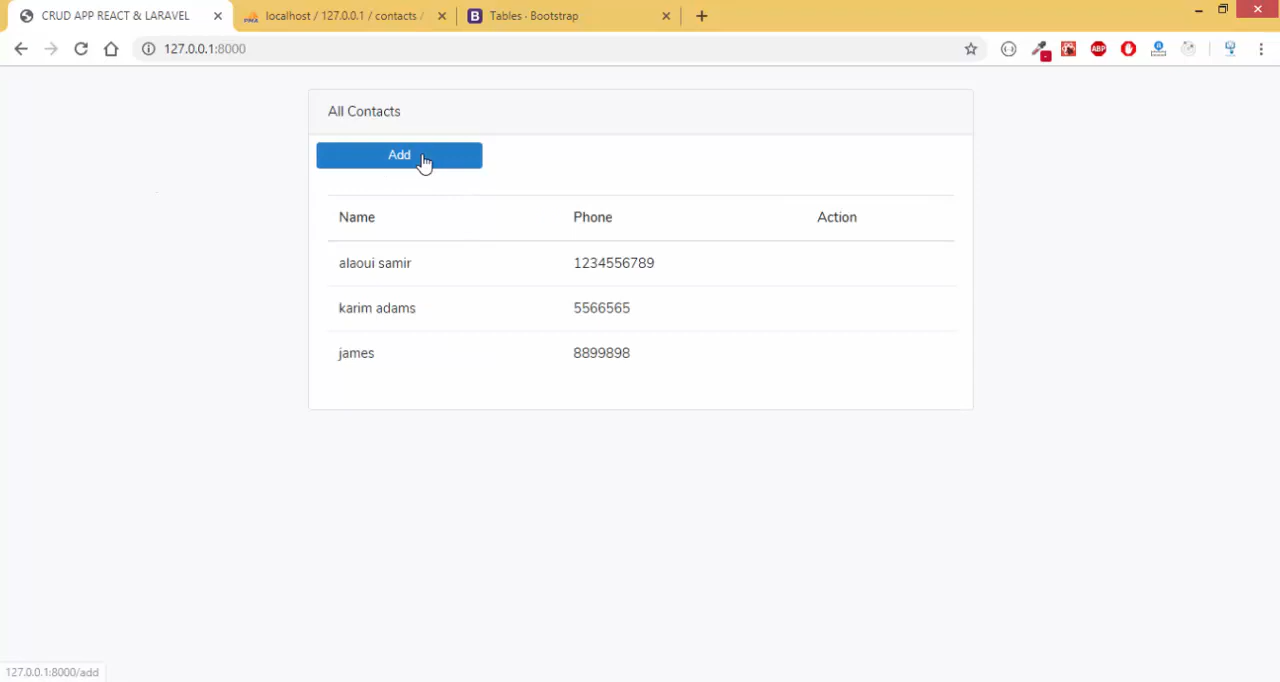 CRUD APP REACT & LARAVEL
localhost / 127.0.0.1 / contacts /
Tables · Bootstrap
127.0.0.1:8000
ABP
All Contacts
Add
Name Phone Action
alaoui samir 1234556789
karim adams 5566565
james 8899898
127.0.0.1:8000/add